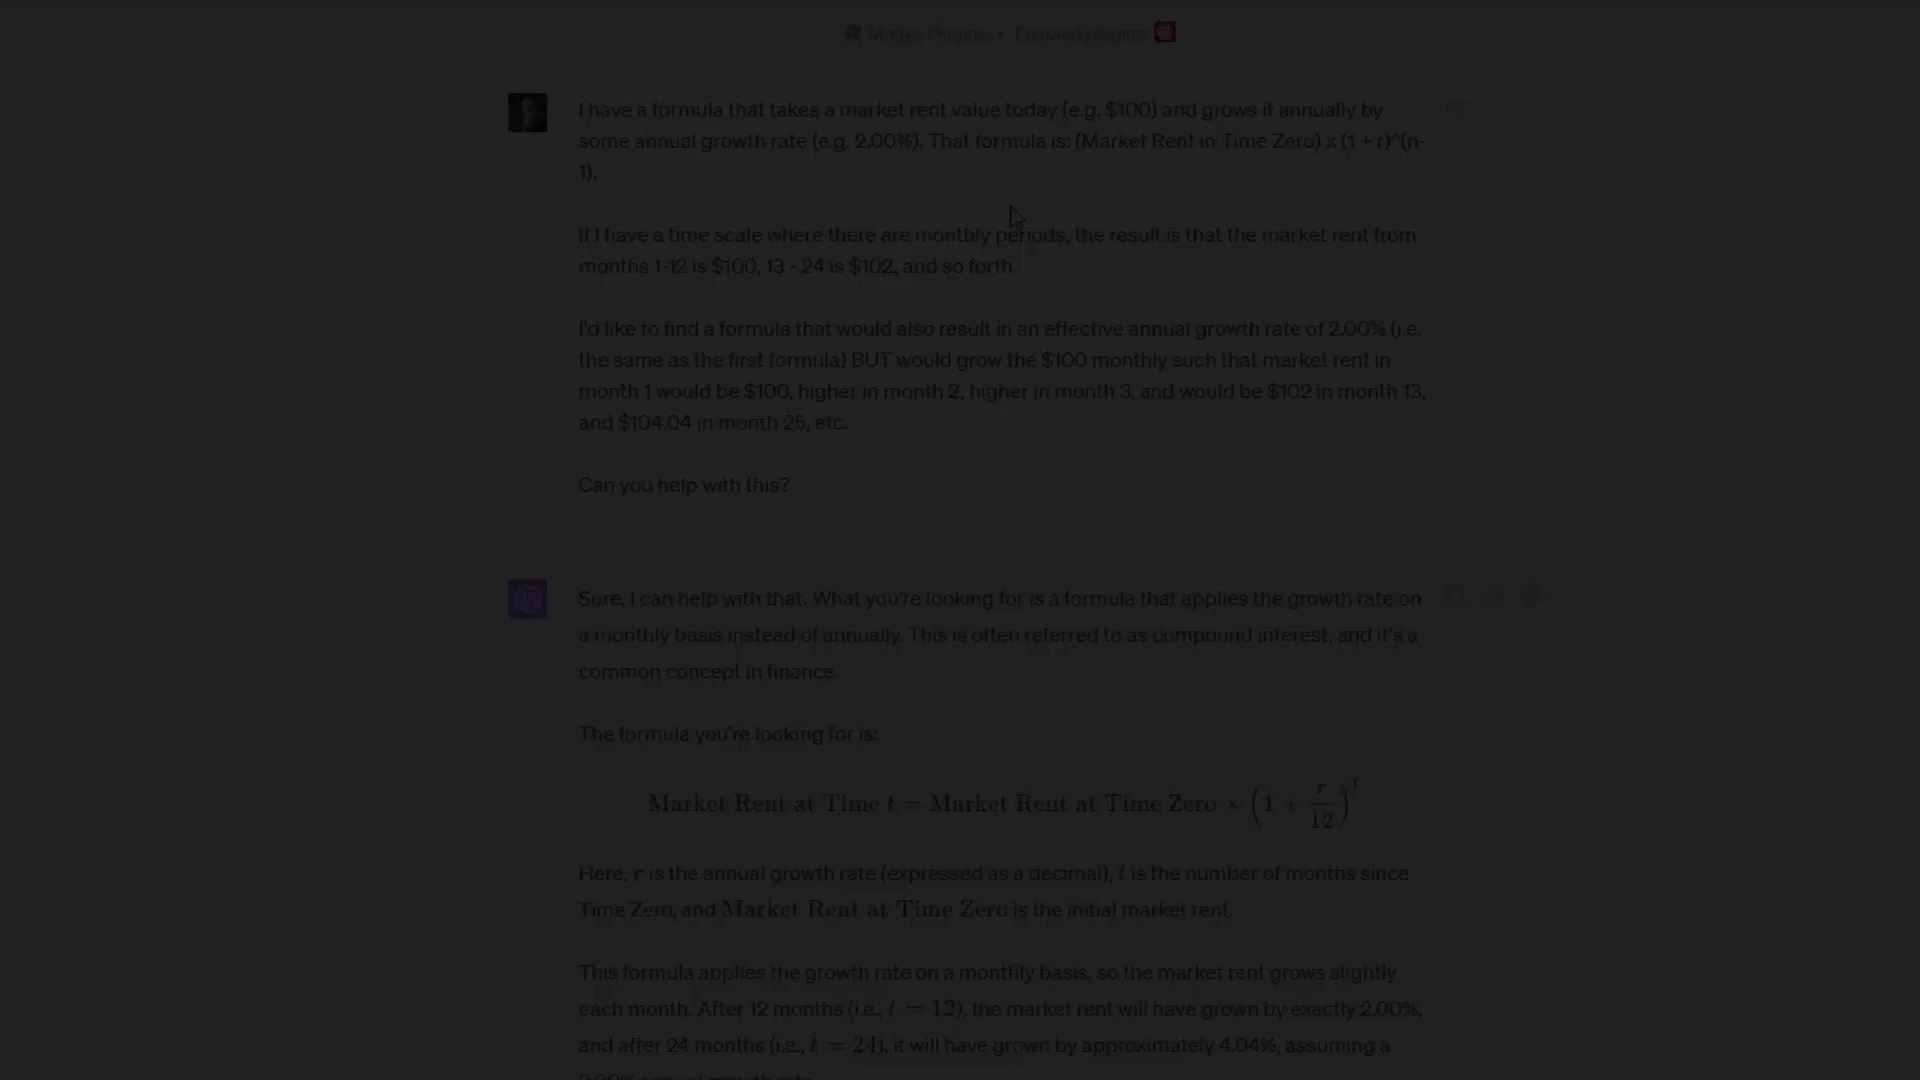 Model: Plugins • Enabled plugins
I have a formula that takes a market rent value today (e.g. $100) and grows it annually by
some annual growth rate (e.g. 2.00%). That formula is: (Market Rent in Time Zero) x (1 + r)^(n-
1).
If I have a time scale where there are monthly periods, the result is that the market rent from
months 1-12 is $100, 13 - 24 is $102, and so forth.
I'd like to find a formula that would also result in an effective annual growth rate of 2.00% (i.e.
the same as the first formula) BUT would grow the $100 monthly such that market rent in
month 1 would be $100, higher in month 2, higher in month 3, and would be $102 in month 13,
and $104.04 in month 25, etc.
Can you help with this?
Sure, I can help with that. What you're looking for is a formula that applies the growth rate on
a monthly basis instead of annually. This is often referred to as compound interest, and it's a
common concept in finance.
The formula you're looking for is:
Market Rent at Time t = Market Rent at Time Zero × (1 + r/12)^t
Here, r is the annual growth rate (expressed as a decimal), t is the number of months since
Time Zero, and Market Rent at Time Zero is the initial market rent.
This formula applies the growth rate on a monthly basis, so the market rent grows slightly
each month. After 12 months (i.e., t = 12), the market rent will have grown by exactly 2.00%,
and after 24 months (i.e., t = 24), it will have grown by approximately 4.04%, assuming a